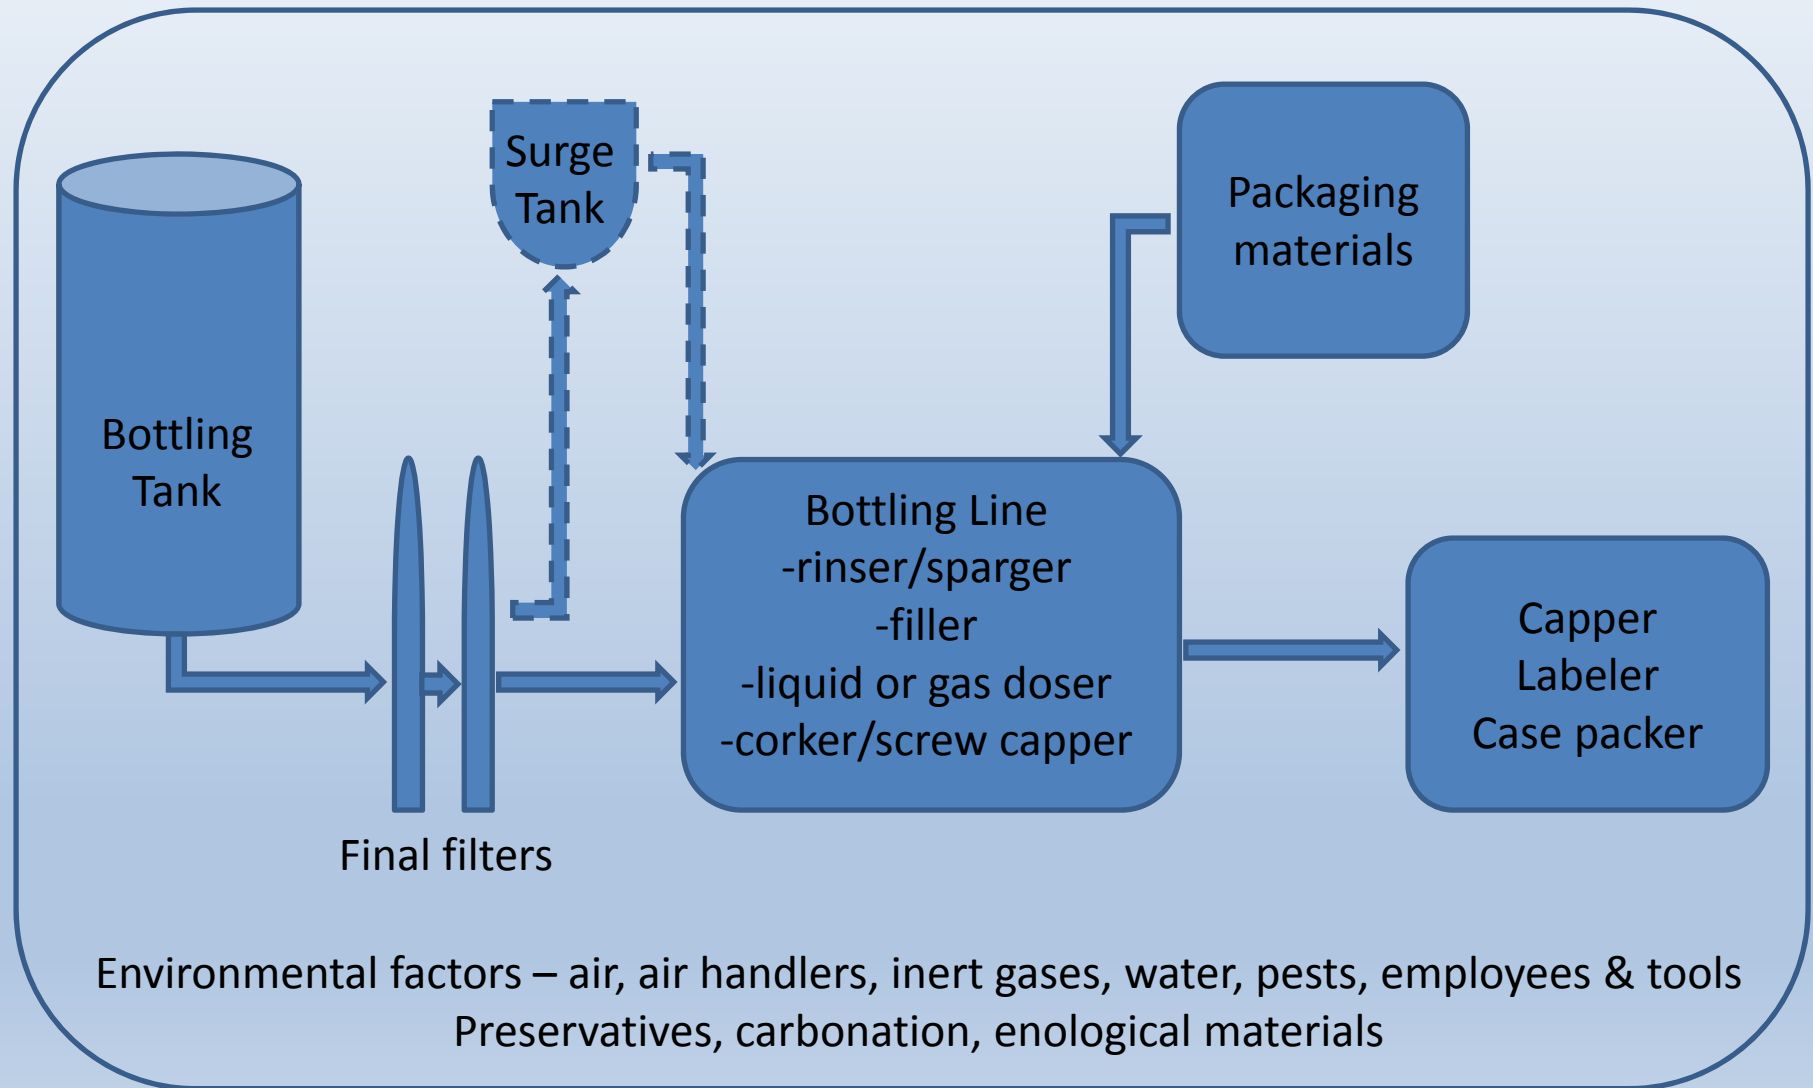 Surge
Tank
Packaging
materials
Bottling
Tank
Bottling Line
-rinser/sparger
-filler
-liquid or gas doser
-corker/screw capper
Capper
Labeler
Case packer
Final filters
Environmental factors – air, air handlers, inert gases, water, pests, employees & tools
Preservatives, carbonation, enological materials